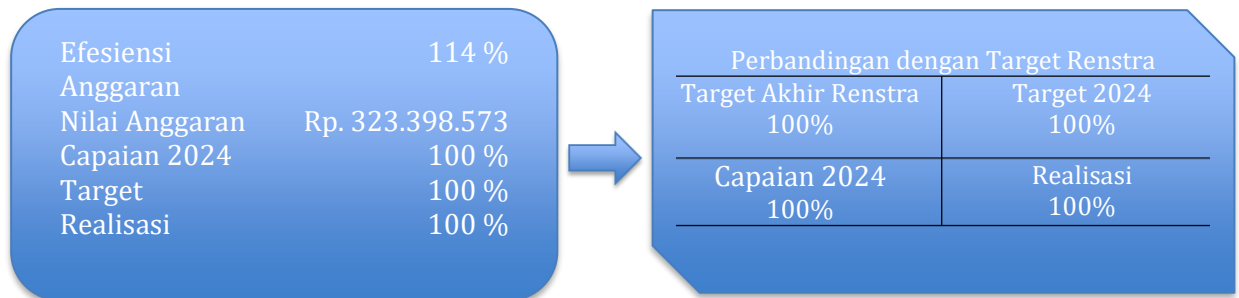 Efesiensi 114 %
Anggaran
Nilai Anggaran Rp. 323.398.573
Capaian 2024 100 %
Target 100 %
Realisasi 100 %
Perbandingan dengan Target Renstra
Target Akhir Renstra Target 2024
100% 100%
Capaian 2024 Realisasi
100% 100%